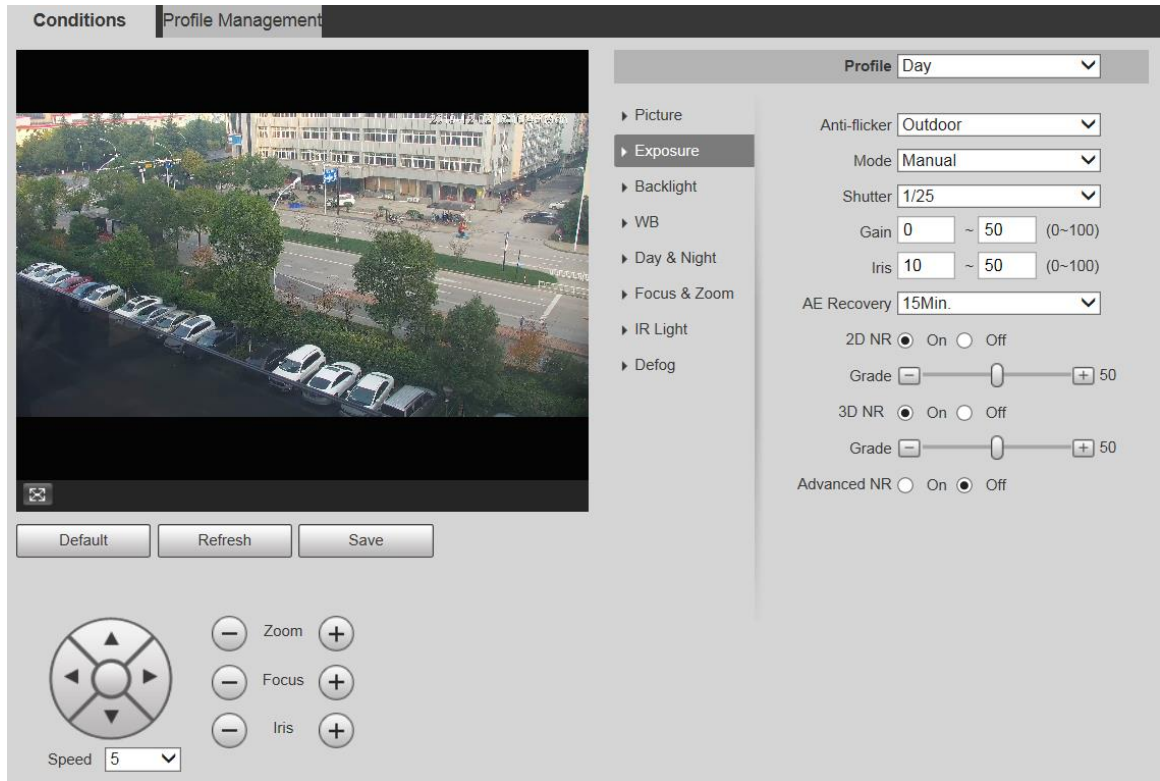 Conditions
Profile Management
Profile Day
Picture
Exposure
Backlight
WB
Day & Night
Focus & Zoom
IR Light
Defog
Anti-flicker Outdoor
Mode Manual
Shutter 1/25
Gain 0 ~ 50 (0~100)
Iris 10 ~ 50 (0~100)
AE Recovery 15Min.
2D NR On Off
Grade 50
3D NR On Off
Grade 50
Advanced NR On Off
Default Refresh Save
Zoom
Focus
Iris
Speed 5